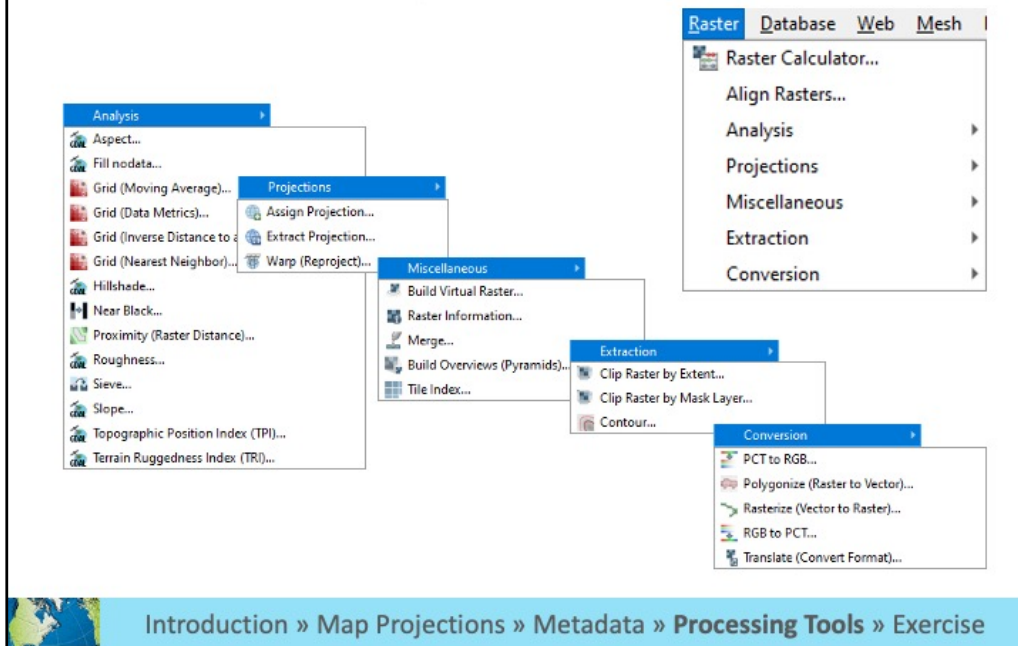 Raster Database Web Mesh
Raster Calculator...
Align Rasters...
Analysis
Projections
Miscellaneous
Extraction
Conversion
Analysis
Aspect...
Fill nodata...
Grid (Moving Average)...
Grid (Data Metrics)...
Grid (Inverse Distance to a
Grid (Nearest Neighbor)...
Hillshade...
Near Black...
Proximity (Raster Distance)...
Roughness...
Sieve...
Slope...
Topographic Position Index (TPI)...
Terrain Ruggedness Index (TRI)...
Projections
Assign Projection...
Extract Projection...
Warp (Reproject)...
Miscellaneous
Build Virtual Raster...
Raster Information...
Merge...
Build Overviews (Pyramids)...
Tile Index...
Extraction
Clip Raster by Extent...
Clip Raster by Mask Layer...
Contour...
Conversion
PCT to RGB...
Polygonize (Raster to Vector)...
Rasterize (Vector to Raster)...
RGB to PCT...
Translate (Convert Format)...
Introduction » Map Projections » Metadata » Processing Tools » Exercise